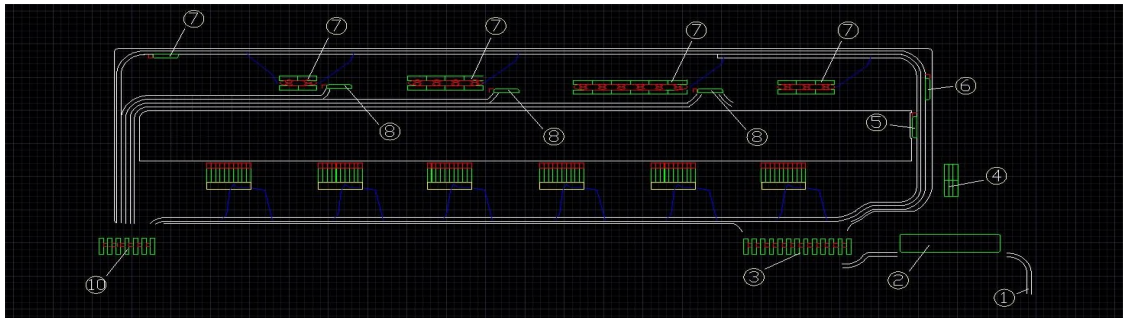 ⑦
⑦ ⑦ ⑦ ⑦
⑥
⑤
⑧ ⑧ ⑧
④
③ ② ①
⑩